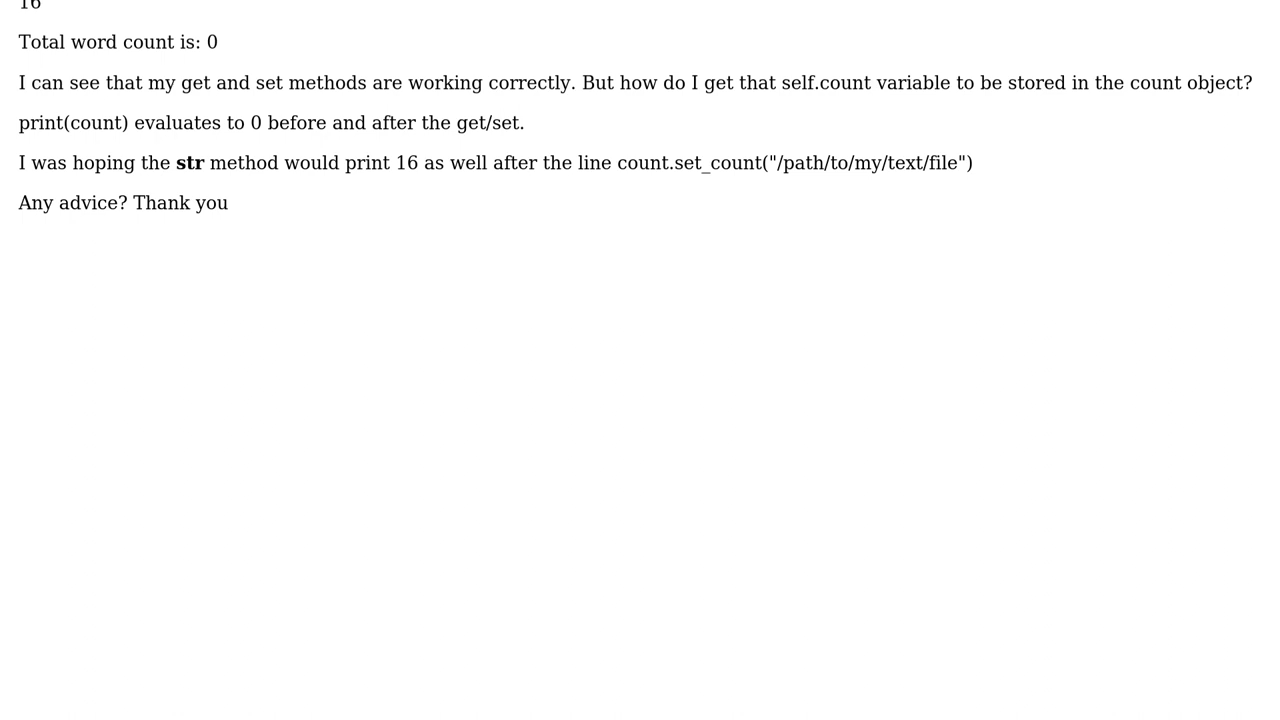 16
Total word count is: 0
I can see that my get and set methods are working correctly. But how do I get that self.count variable to be stored in the count object?
print(count) evaluates to 0 before and after the get/set.
I was hoping the str method would print 16 as well after the line count.set_count("/path/to/my/text/file")
Any advice? Thank you